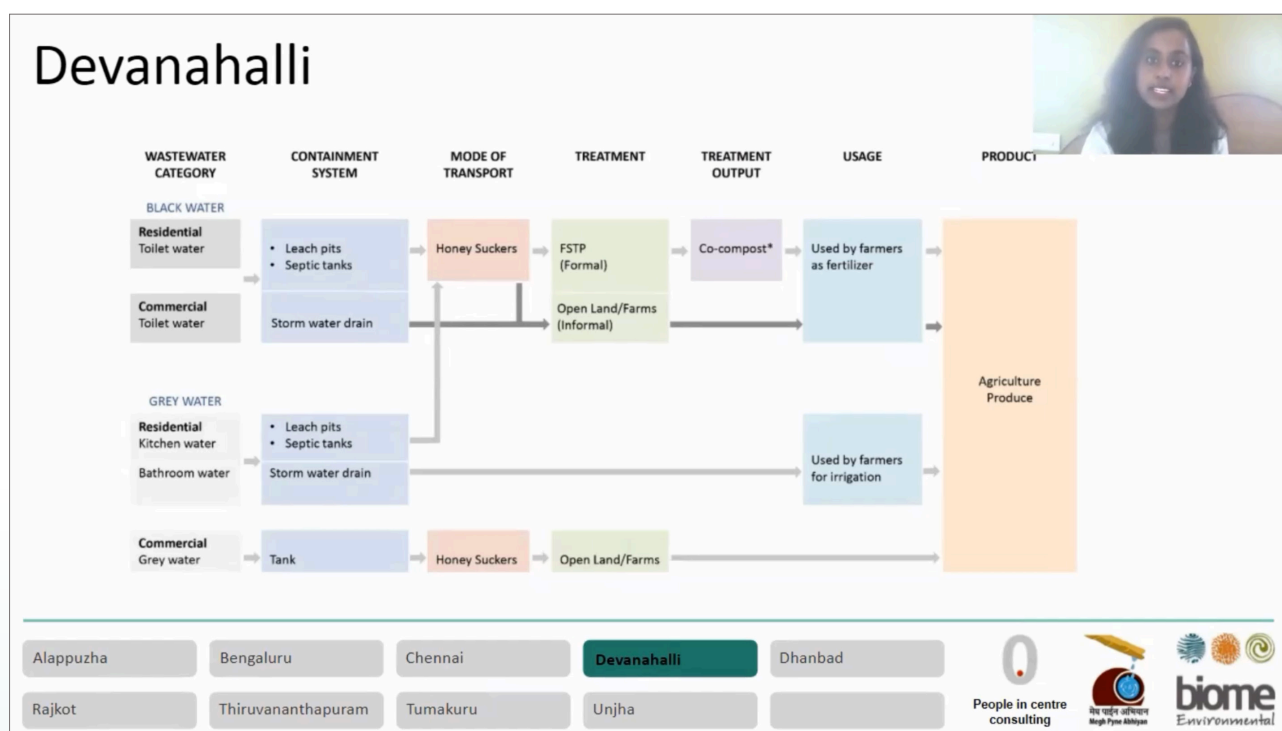 Devanahalli
WASTEWATER
CATEGORY
CONTAINMENT
SYSTEM
MODE OF
TRANSPORT
TREATMENT
TREATMENT
OUTPUT
USAGE
PRODUCT
BLACK WATER
Residential
Toilet water
• Leach pits
• Septic tanks
Honey Suckers
FSTP
(Formal)
Co-compost*
Used by farmers
as fertilizer
Commercial
Toilet water
Storm water drain
Open Land/Farms
(Informal)
Agriculture
Produce
GREY WATER
Residential
Kitchen water
• Leach pits
• Septic tanks
Bathroom water
Storm water drain
Used by farmers
for irrigation
Commercial
Grey water
Tank
Honey Suckers
Open Land/Farms
Alappuzha
Bengaluru
Chennai
Devanahalli
Dhanbad
Rajkot
Thiruvananthapuram
Tumakuru
Unjha
People in centre
consulting
मेघ पाईन अभियान
Megh Pyne Abhiyan
biome
Environmental